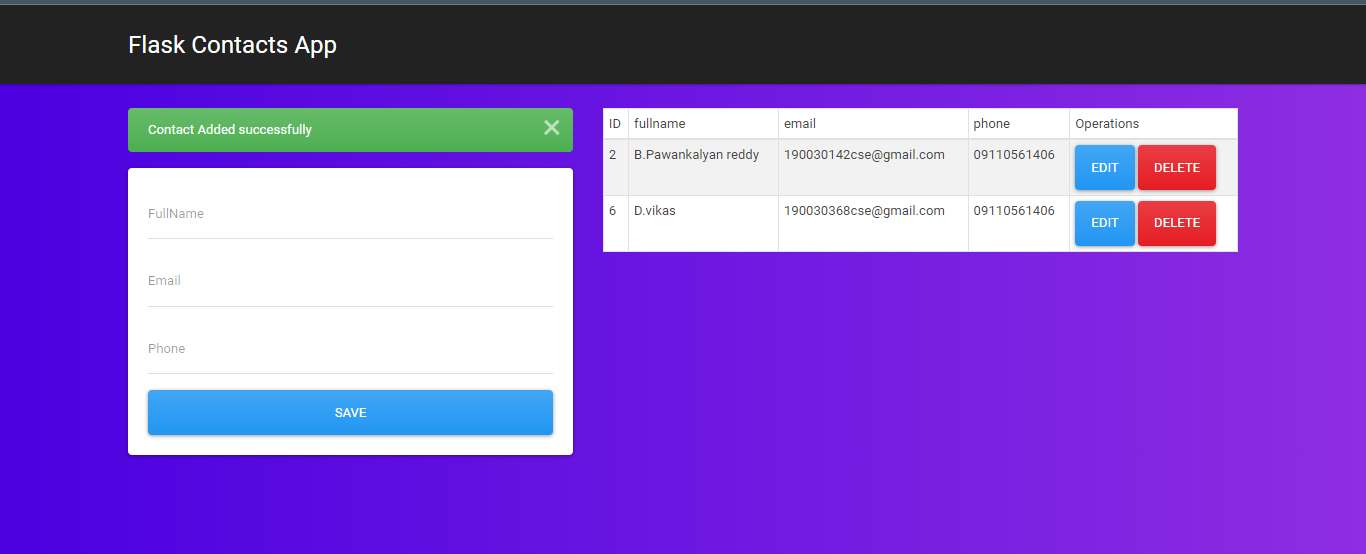 Flask Contacts App
Contact Added successfully ×
FullName
Email
Phone
SAVE
ID fullname email phone Operations
2 B.Pawankalyan reddy 190030142cse@gmail.com 09110561406 EDIT DELETE
6 D.vikas 190030368cse@gmail.com 09110561406 EDIT DELETE